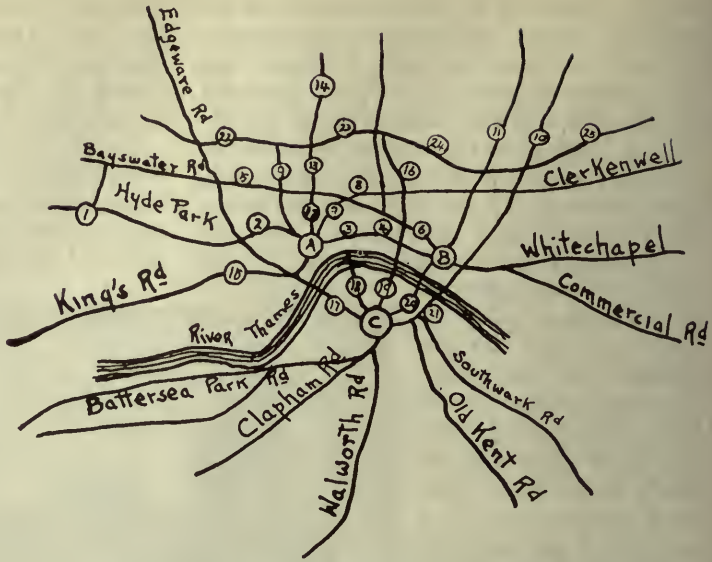 Edgeware Rd
14
22
23
24
11
10
25
Bayswater Rd
5
9
13
8
16
Clerkenwell
Hyde Park
1
2
7
A
3
4
6
B
Whitechapel
King's Rd
15
River Thames
17
18
19
20
21
C
Commercial Rd
Battersea Park Rd
Clapham Rd
Walworth Rd
Old Kent Rd
Southwark Rd